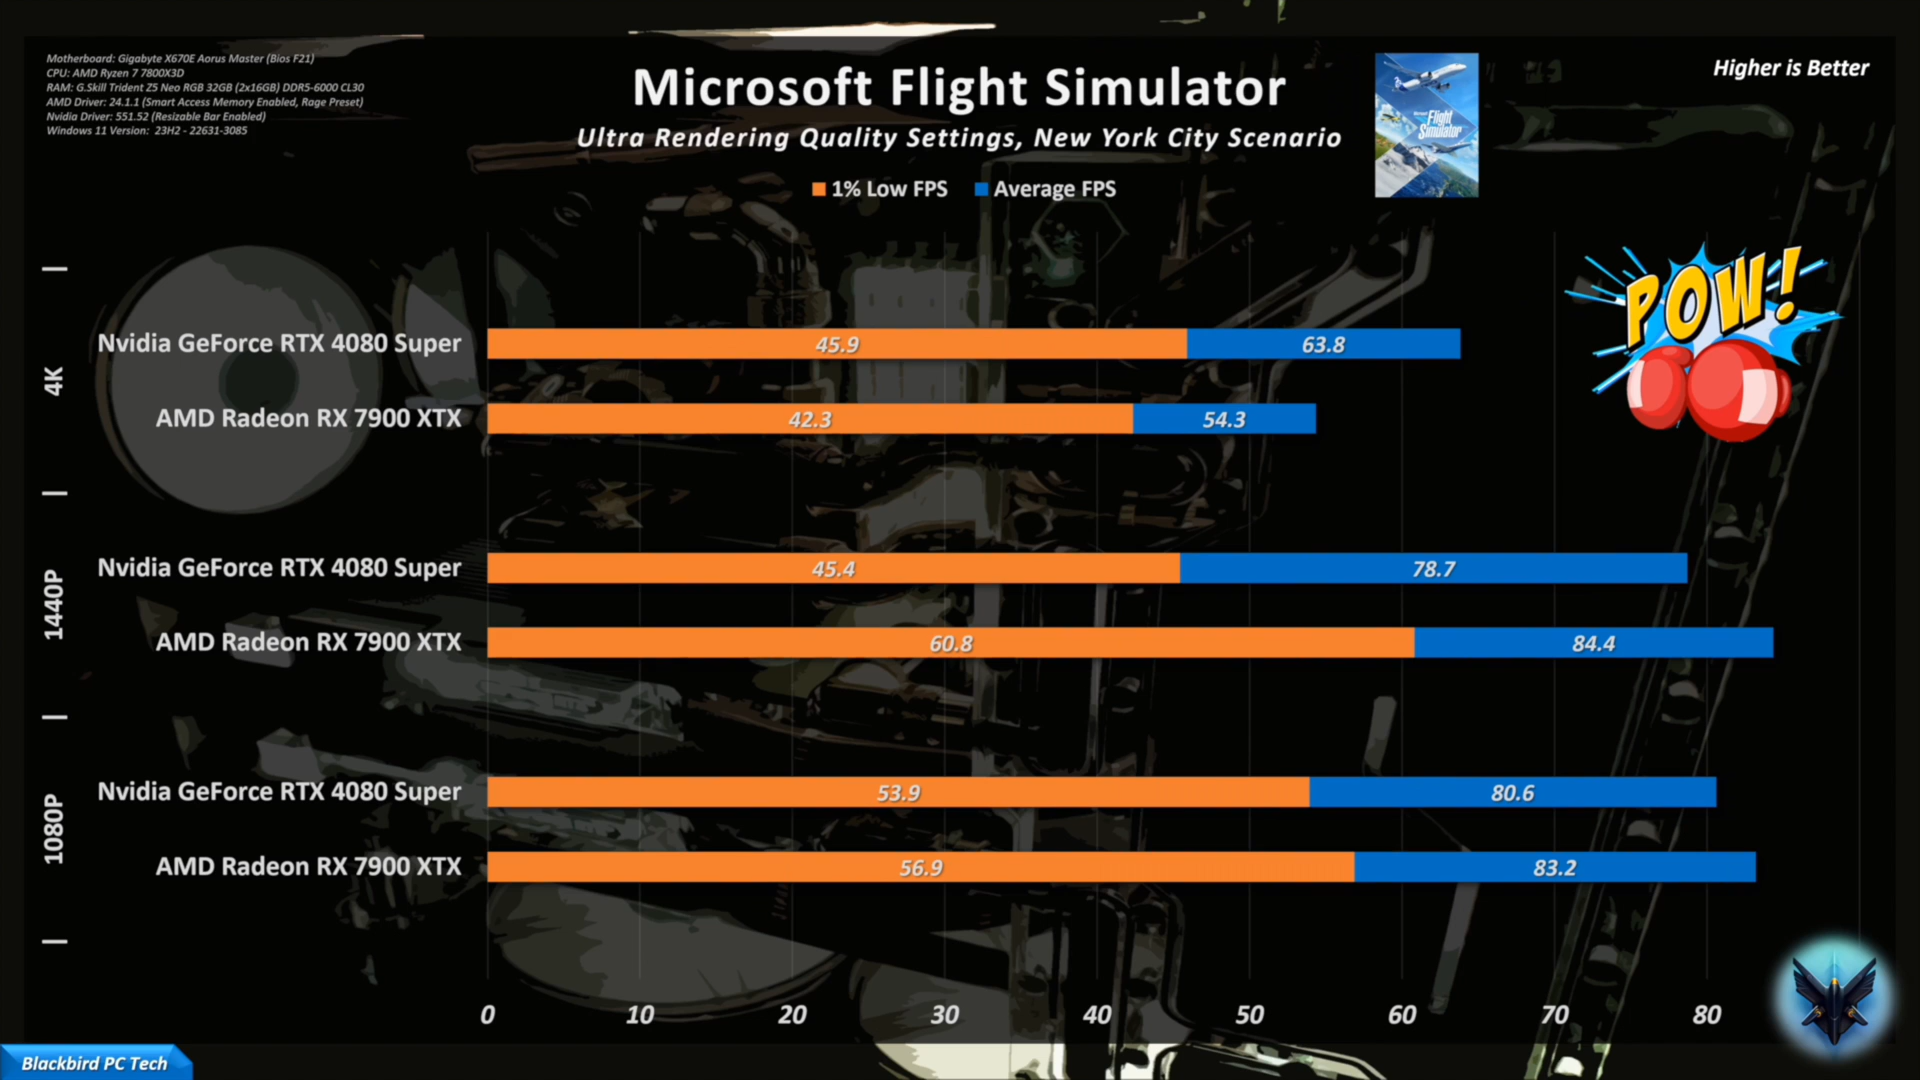 Motherboard: Gigabyte X670E Aorus Master (Bios F21)
CPU: AMD Ryzen 7 7800X3D
RAM: G.Skill Trident Z5 Neo RGB 32GB (2x16GB) DDR5-6000 CL30
AMD Driver: 24.1.1 (Smart Access Memory Enabled, Rage Preset)
Nvidia Driver: 551.52 (Resizable Bar Enabled)
Windows 11 Version: 23H2 - 22631-3085
Microsoft Flight Simulator
Ultra Rendering Quality Settings, New York City Scenario
1% Low FPS Average FPS
Flight
Simulator
Higher is Better
POW!
4K
Nvidia GeForce RTX 4080 Super 45.9 63.8
AMD Radeon RX 7900 XTX 42.3 54.3
1440P
Nvidia GeForce RTX 4080 Super 45.4 78.7
AMD Radeon RX 7900 XTX 60.8 84.4
1080P
Nvidia GeForce RTX 4080 Super 53.9 80.6
AMD Radeon RX 7900 XTX 56.9 83.2
0 10 20 30 40 50 60 70 80
Blackbird PC Tech